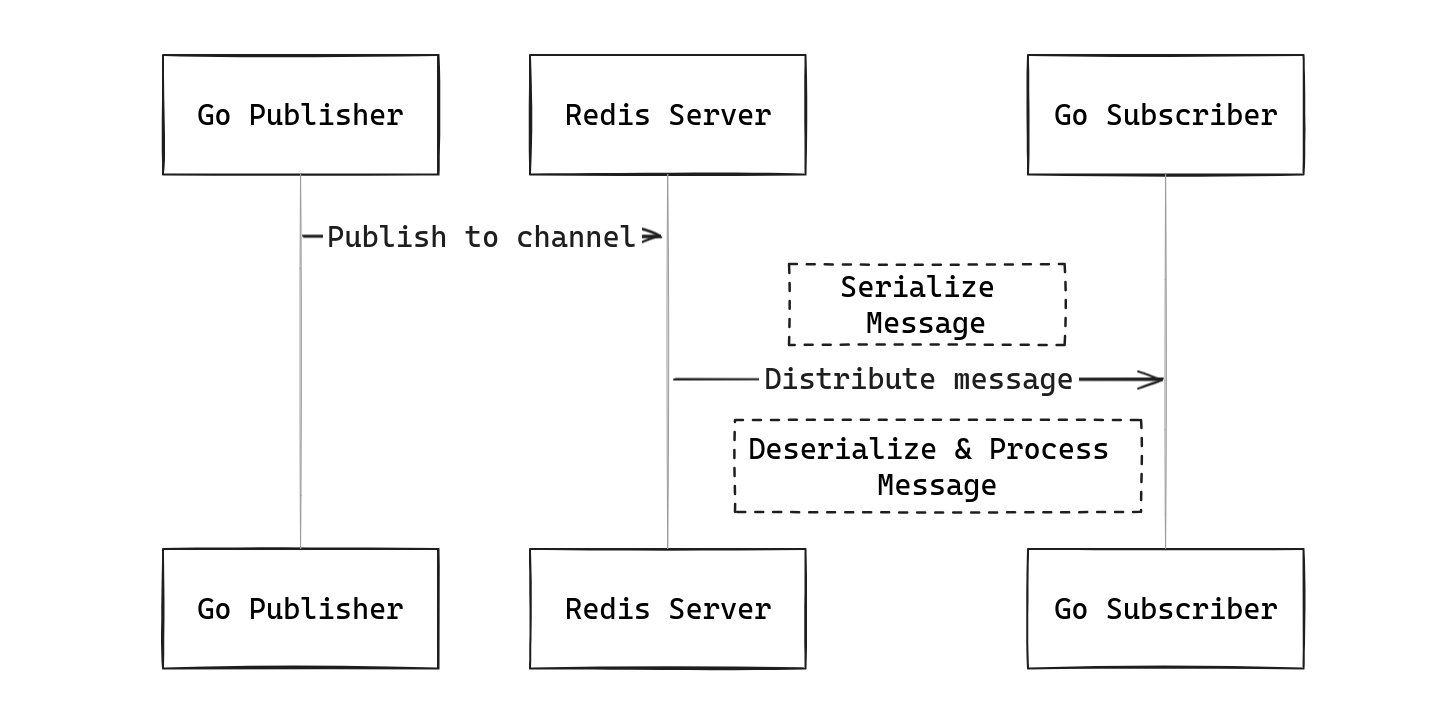 Go Publisher
Redis Server
Go Subscriber
Publish to channel
Serialize
Message
Distribute message
Deserialize & Process
Message
Go Publisher
Redis Server
Go Subscriber